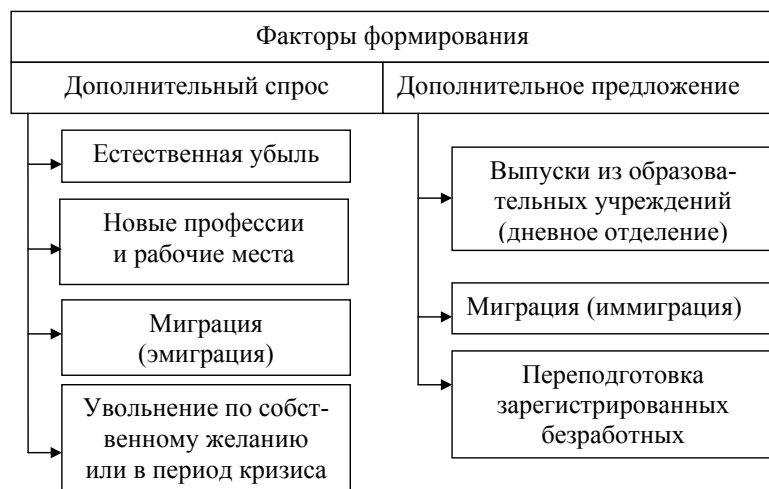 Факторы формирования
Дополнительный спрос
Дополнительное предложение
Естественная убыль
Новые профессии
и рабочие места
Миграция
(эмиграция)
Увольнение по собст-
венному желанию
или в период кризиса
Выпуски из образова-
тельных учреждений
(дневное отделение)
Миграция (иммиграция)
Переподготовка
зарегистрированных
безработных